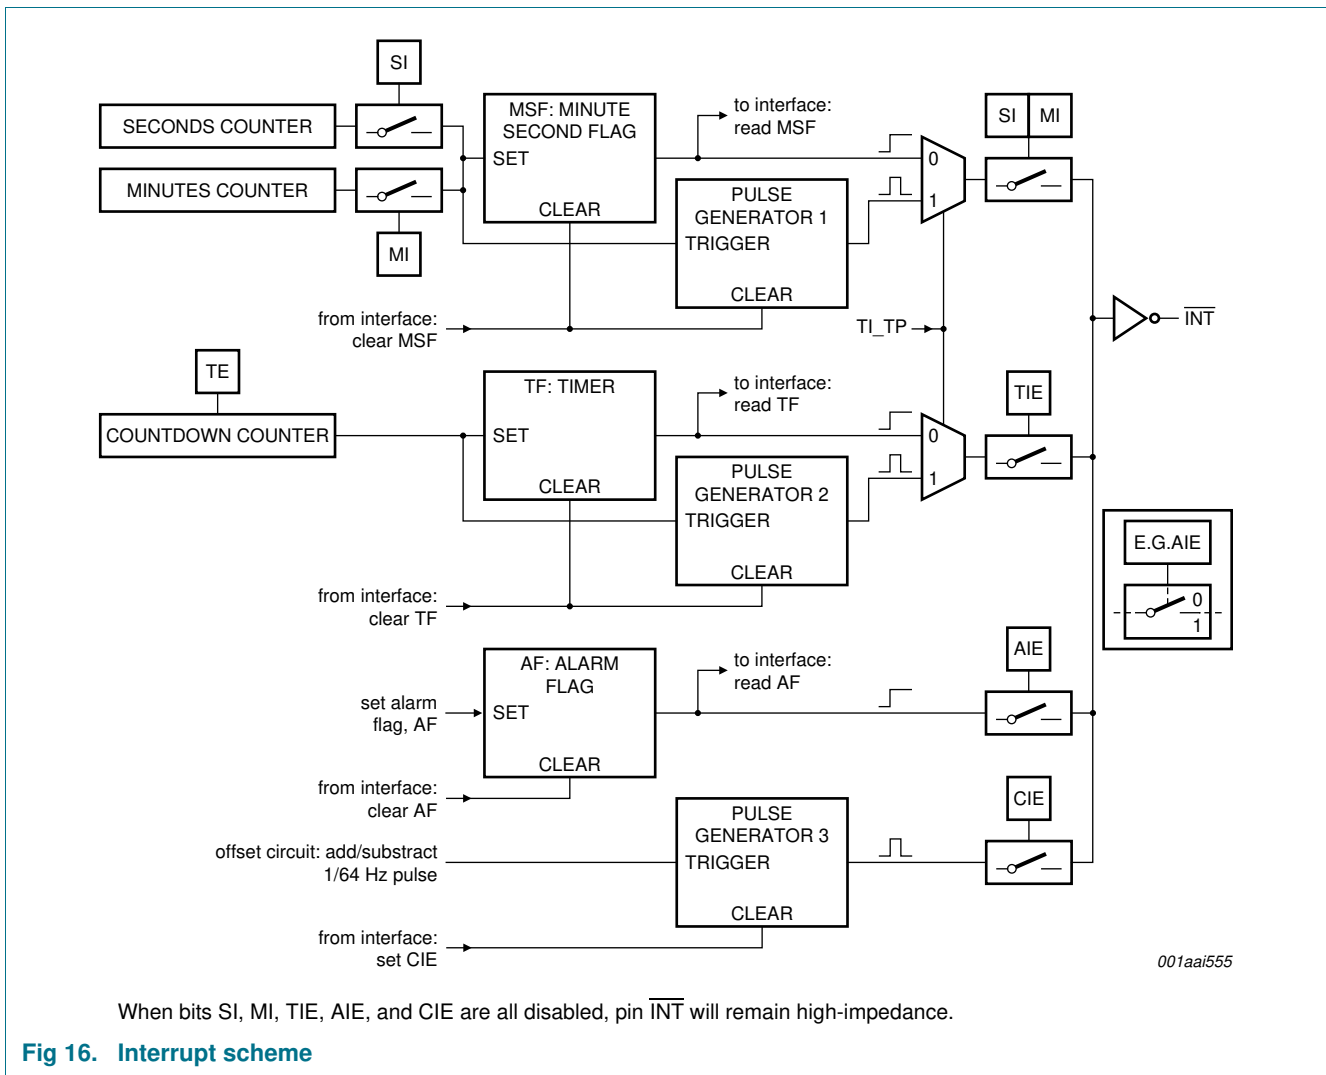 SI
SECONDS COUNTER
MINUTES COUNTER
MI
MSF: MINUTE
SECOND FLAG
SET
CLEAR
to interface:
read MSF
PULSE
GENERATOR 1
TRIGGER
CLEAR
from interface:
clear MSF
0
1
SI MI
TI_TP
INT
TE
COUNTDOWN COUNTER
TF: TIMER
SET
CLEAR
to interface:
read TF
PULSE
GENERATOR 2
TRIGGER
CLEAR
from interface:
clear TF
0
1
TIE
E.G.AIE
0
1
AF: ALARM
FLAG
set alarm
flag, AF
SET
CLEAR
to interface:
read AF
AIE
from interface:
clear AF
PULSE
GENERATOR 3
offset circuit: add/substract
1/64 Hz pulse
TRIGGER
CLEAR
CIE
from interface:
set CIE
001aai555
When bits SI, MI, TIE, AIE, and CIE are all disabled, pin INT will remain high-impedance.
Fig 16. Interrupt scheme